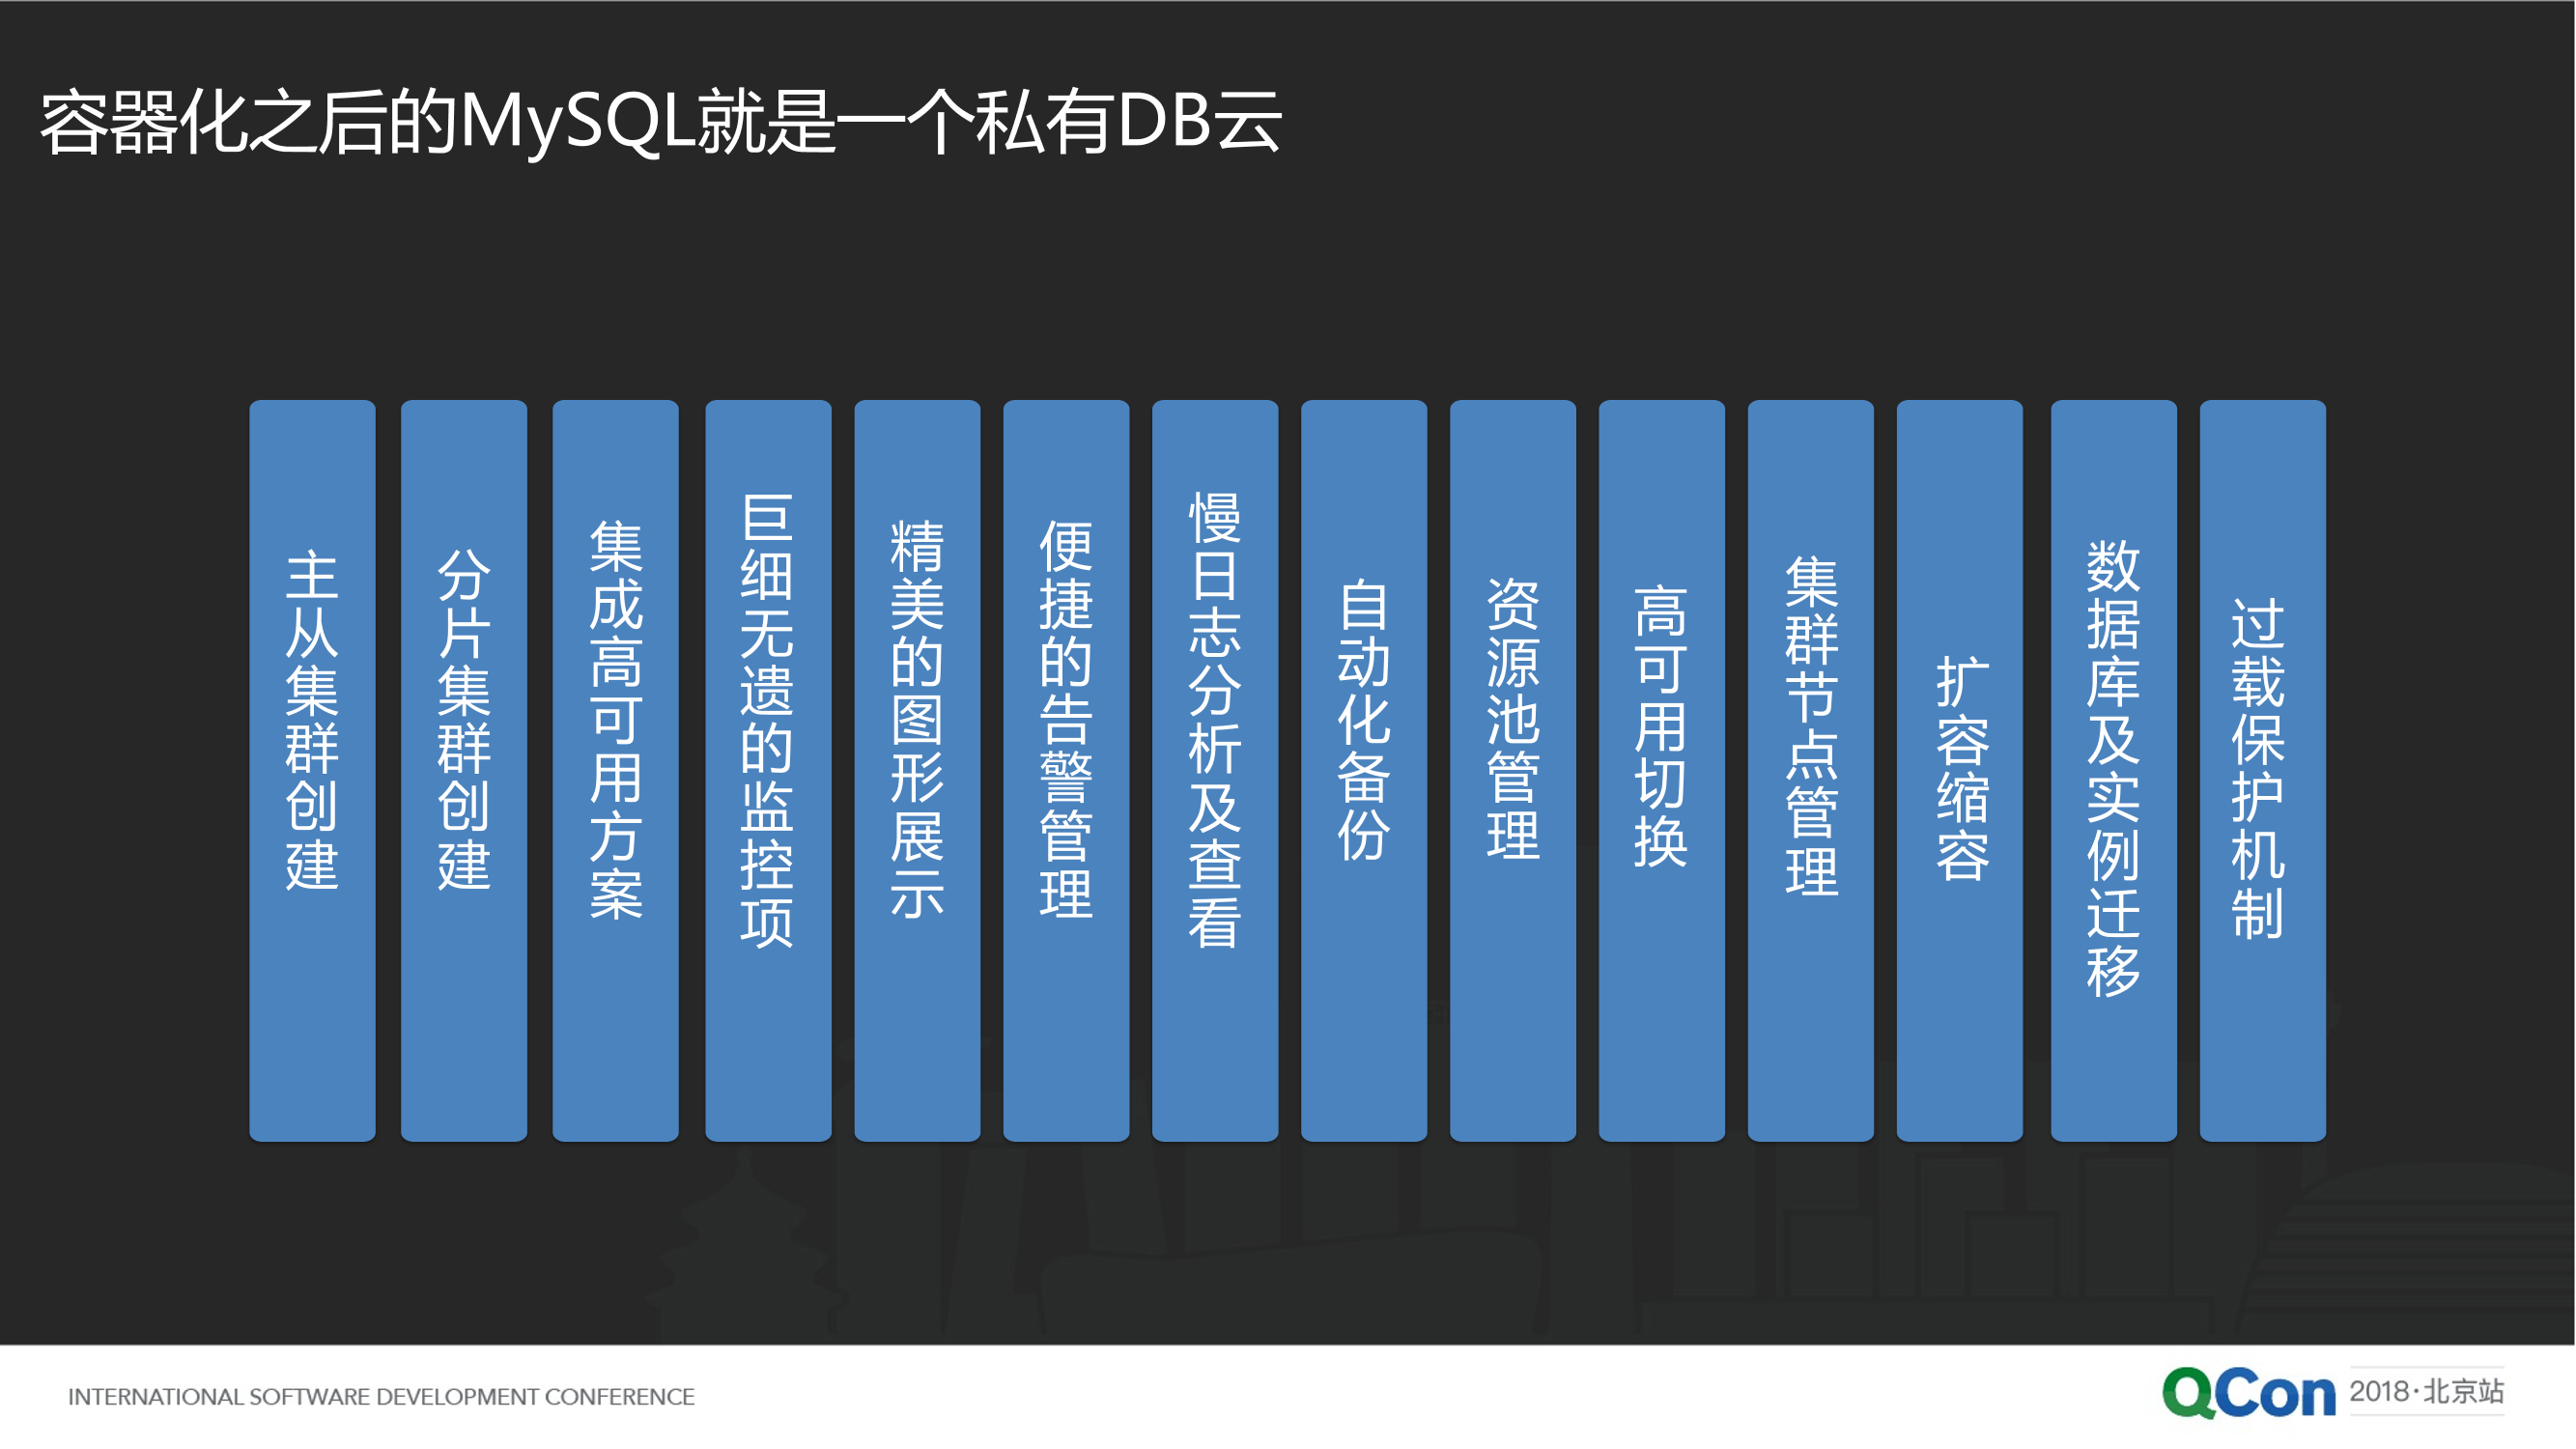 容器化之后的MySQL就是一个私有DB云
主从集群创建
分片集群创建
集成高可用方案
巨细无遗的监控项
精美的图形展示
便捷的告警管理
慢日志分析及查看
自动化备份
资源池管理
高可用切换
集群节点管理
扩容缩容
数据库及实例迁移
过载保护机制
INTERNATIONAL SOFTWARE DEVELOPMENT CONFERENCE
QCon 2018·北京站